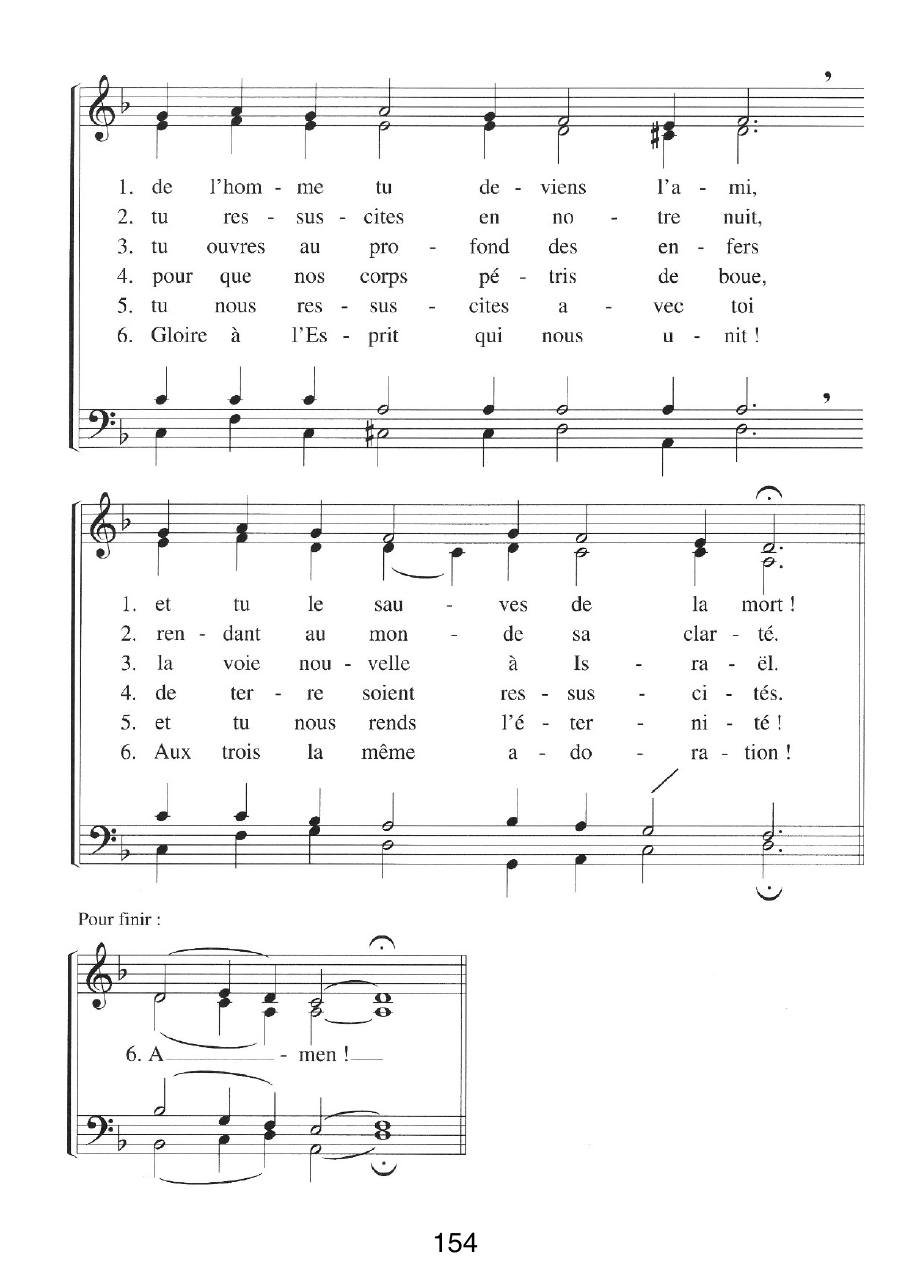 1. de l'hom - me tu de - viens l'a - mi,
2. tu res - sus - cites en no - tre nuit,
3. tu ouvres au pro - fond des en - fers
4. pour que nos corps pé - tris de boue,
5. tu nous res - sus - cites a - vec toi
6. Gloire à l'Es - prit qui nous u - nit !
1. et tu le sau - ves de la mort !
2. ren - dant au mon - de sa clar - té.
3. la voie nou - velle à Is - ra - ël.
4. de ter - re soient res - sus - ci - tés.
5. et tu nous rends l'é - ter - ni - té !
6. Aux trois la même a - do - ra - tion !
Pour finir :
6. A - men !
154